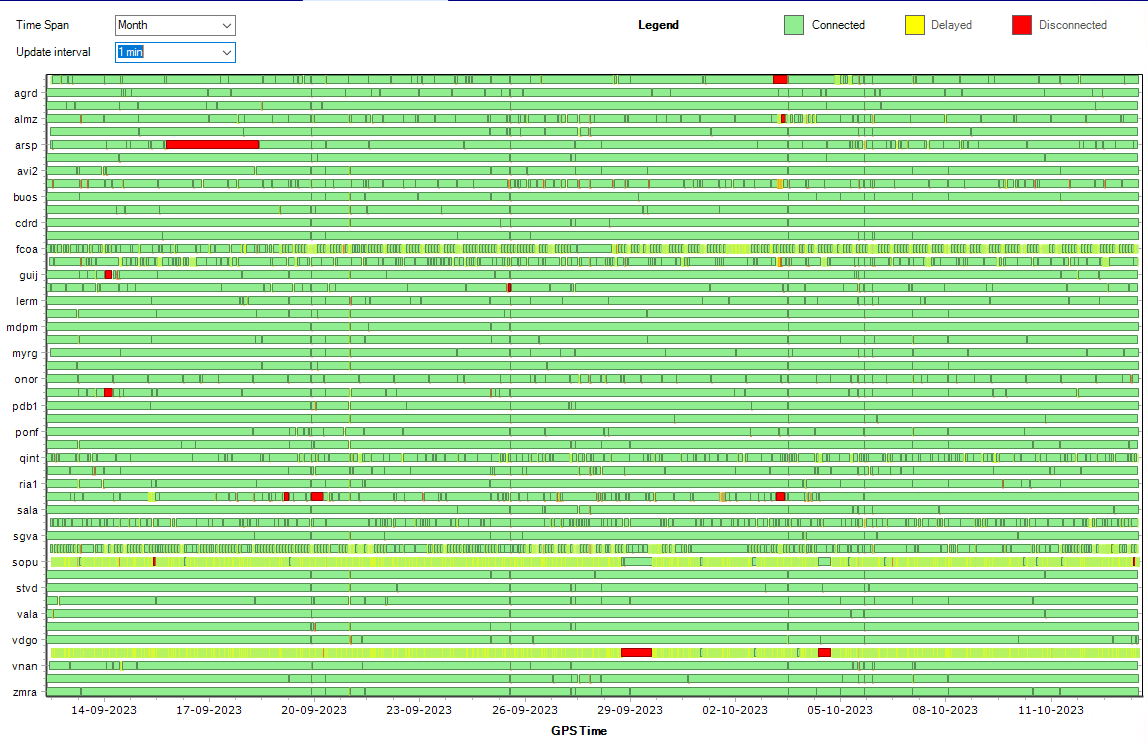 Time Span Month Legend Connected Delayed Disconnected
Update interval 1 min
agrd
almz
arsp
avi2
buos
cdrd
fcoa
guij
lerm
mdpm
myrg
onor
pdb1
ponf
qint
ria1
sala
sgva
sopu
stvd
vala
vdgo
vnan
zmra
14-09-2023 17-09-2023 20-09-2023 23-09-2023 26-09-2023 29-09-2023 02-10-2023 05-10-2023 08-10-2023 11-10-2023
GPS Time